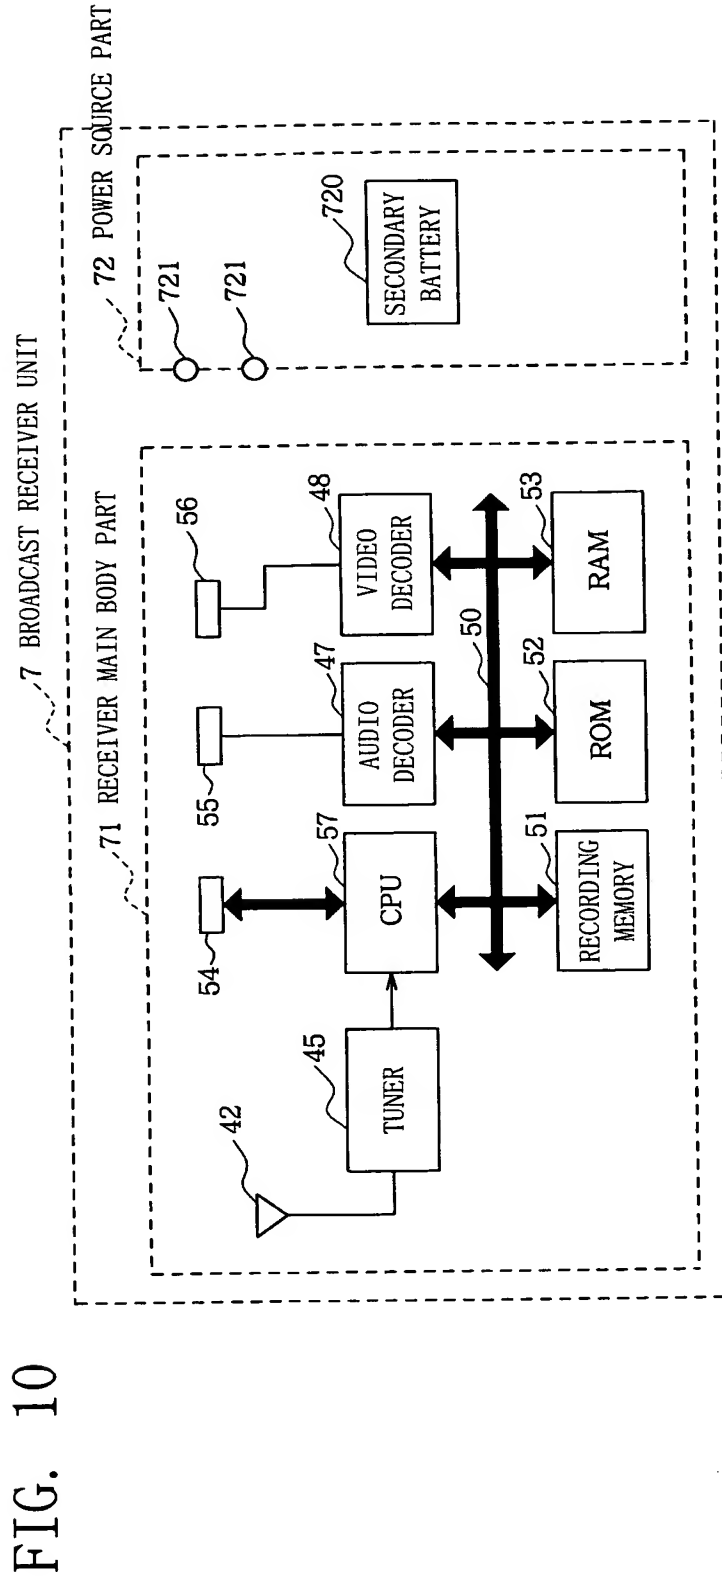 FIG. 10
7 BROADCAST RECEIVER UNIT
71 RECEIVER MAIN BODY PART
72 POWER SOURCE PART
42
54
55
56
721
721
45
TUNER
57
CPU
47
AUDIO
DECODER
48
VIDEO
DECODER
720
SECONDARY
BATTERY
50
51
RECORDING
MEMORY
52
ROM
53
RAM